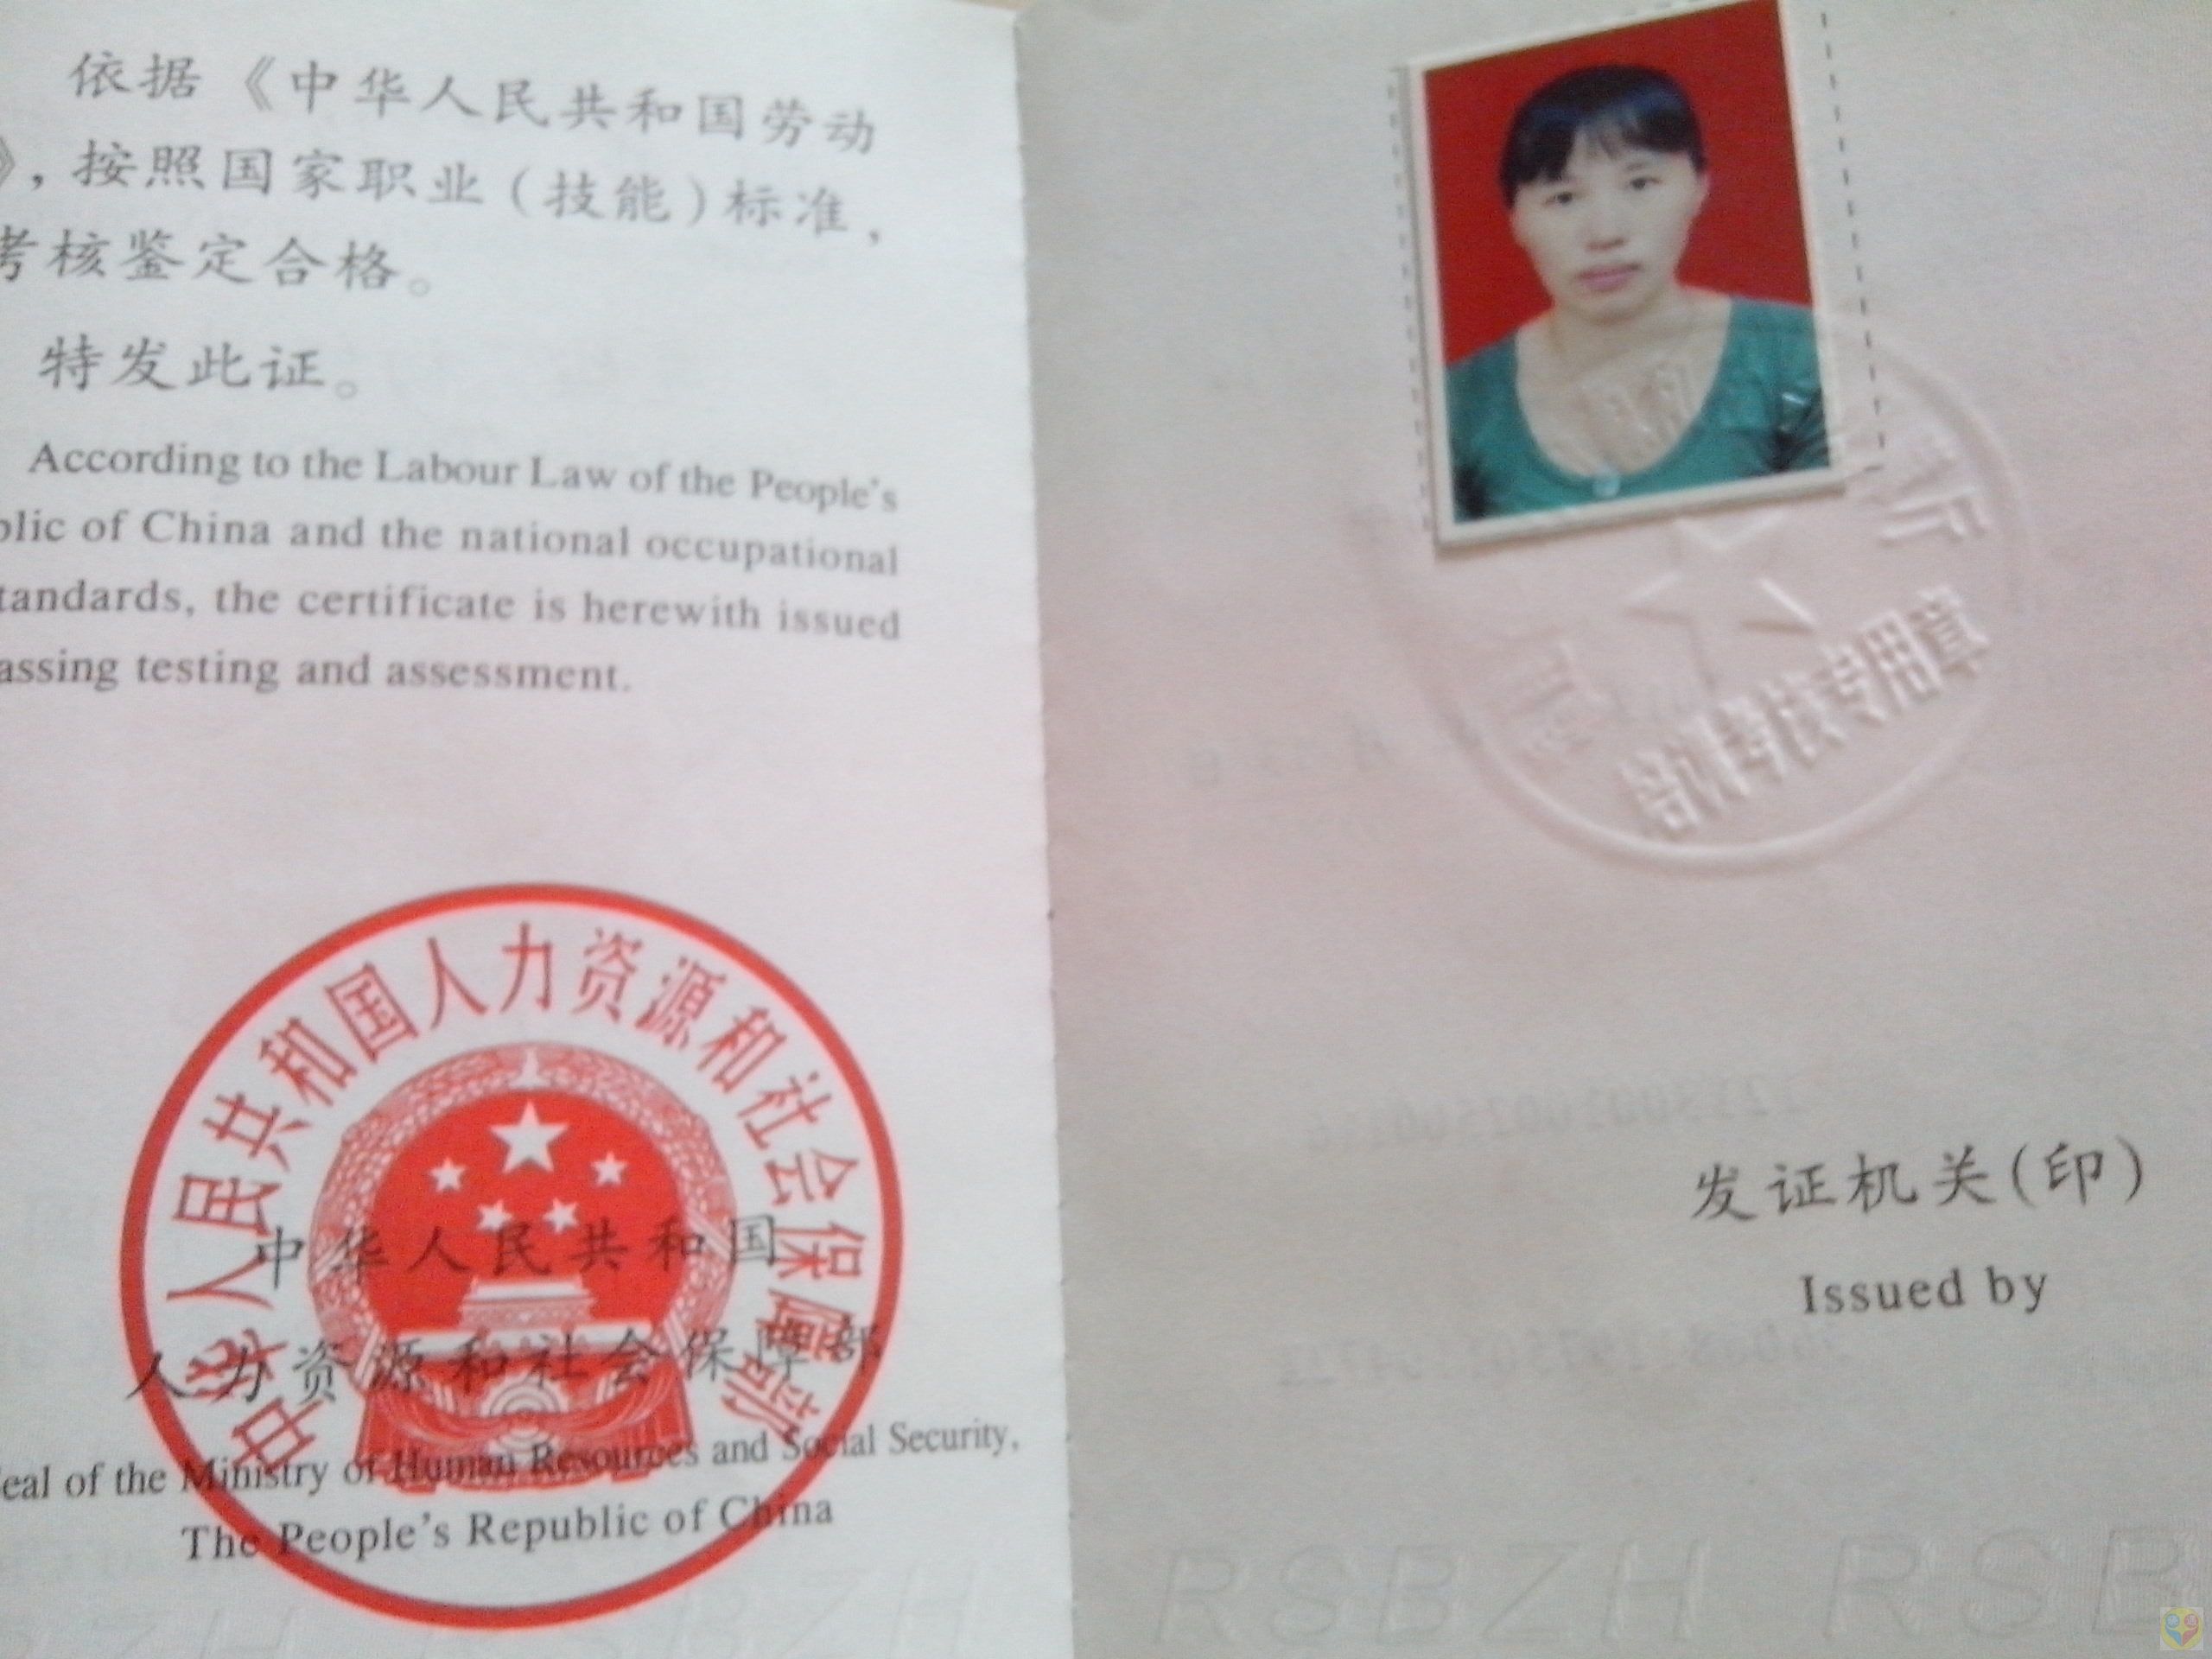 依据《中华人民共和国劳动
》，按照国家职业（技能）标准，
考核鉴定合格。
特发此证。
According to the Labour Law of the People's
blic of China and the national occupational
tandards, the certificate is herewith issued
assing testing and assessment.
中华人民共和国人力资源和社会保障部
中华人民共和国
人力资源和社会保障部
eal of the Ministry of Human Resources and Social Security,
The People's Republic of China
专用章
发证机关（印）
Issued by
RSBZH RSB